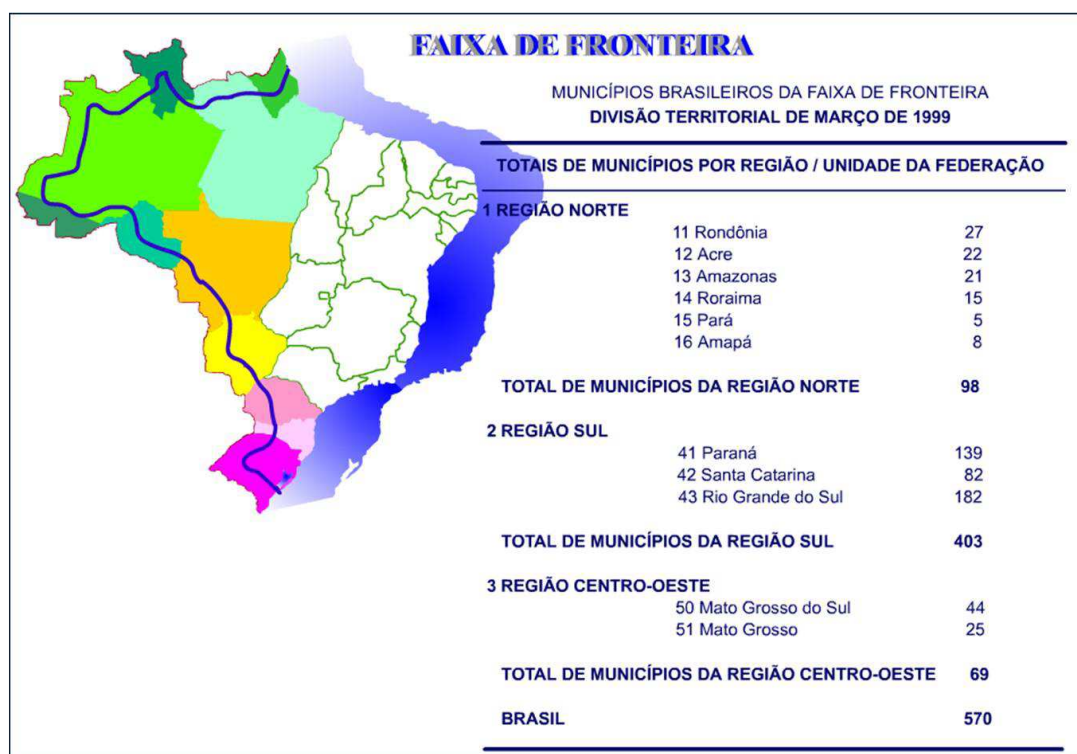 FAIXA DE FRONTEIRA
MUNICÍPIOS BRASILEIROS DA FAIXA DE FRONTEIRA
DIVISÃO TERRITORIAL DE MARÇO DE 1999
TOTAIS DE MUNICÍPIOS POR REGIÃO / UNIDADE DA FEDERAÇÃO
1 REGIÃO NORTE
11 Rondônia 27
12 Acre 22
13 Amazonas 21
14 Roraima 15
15 Pará 5
16 Amapá 8
TOTAL DE MUNICÍPIOS DA REGIÃO NORTE 98
2 REGIÃO SUL
41 Paraná 139
42 Santa Catarina 82
43 Rio Grande do Sul 182
TOTAL DE MUNICÍPIOS DA REGIÃO SUL 403
3 REGIÃO CENTRO-OESTE
50 Mato Grosso do Sul 44
51 Mato Grosso 25
TOTAL DE MUNICÍPIOS DA REGIÃO CENTRO-OESTE 69
BRASIL 570